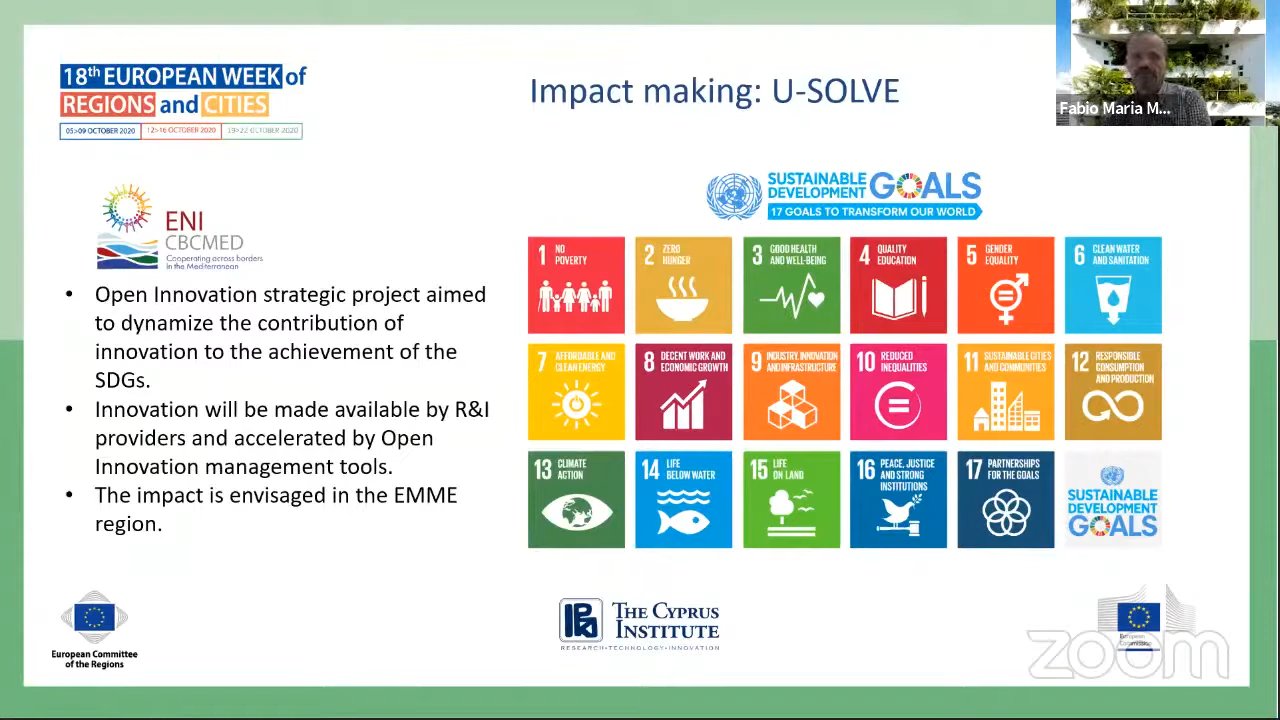 18th EUROPEAN WEEK of
REGIONS and CITIES
05>09 OCTOBER 2020 12>16 OCTOBER 2020 19>22 OCTOBER 2020
Impact making: U-SOLVE
Fabio Maria M...
ENI
CBCMED
Cooperating across borders
in the Mediterranean
• Open Innovation strategic project aimed
to dynamize the contribution of
innovation to the achievement of the
SDGs.
• Innovation will be made available by R&I
providers and accelerated by Open
Innovation management tools.
• The impact is envisaged in the EMME
region.
SUSTAINABLE
DEVELOPMENT GOALS
17 GOALS TO TRANSFORM OUR WORLD
1 NO
POVERTY
2 ZERO
HUNGER
3 GOOD HEALTH
AND WELL-BEING
4 QUALITY
EDUCATION
5 GENDER
EQUALITY
6 CLEAN WATER
AND SANITATION
7 AFFORDABLE AND
CLEAN ENERGY
8 DECENT WORK AND
ECONOMIC GROWTH
9 INDUSTRY, INNOVATION
AND INFRASTRUCTURE
10 REDUCED
INEQUALITIES
11 SUSTAINABLE CITIES
AND COMMUNITIES
12 RESPONSIBLE
CONSUMPTION
AND PRODUCTION
13 CLIMATE
ACTION
14 LIFE
BELOW WATER
15 LIFE
ON LAND
16 PEACE, JUSTICE
AND STRONG
INSTITUTIONS
17 PARTNERSHIPS
FOR THE GOALS
SUSTAINABLE
DEVELOPMENT
GOALS
European Committee
of the Regions
THE CYPRUS
INSTITUTE
RESEARCH•TECHNOLOGY•INNOVATION
European
Commission
zoom